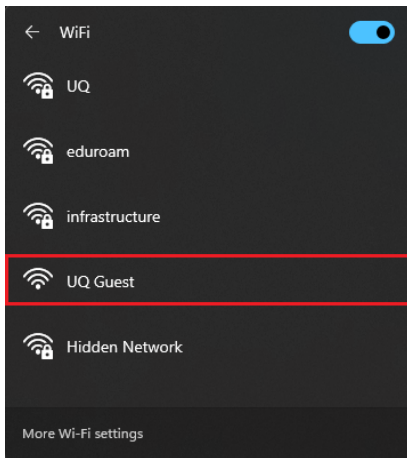 WiFi
UQ
eduroam
infrastructure
UQ Guest
Hidden Network
More Wi-Fi settings